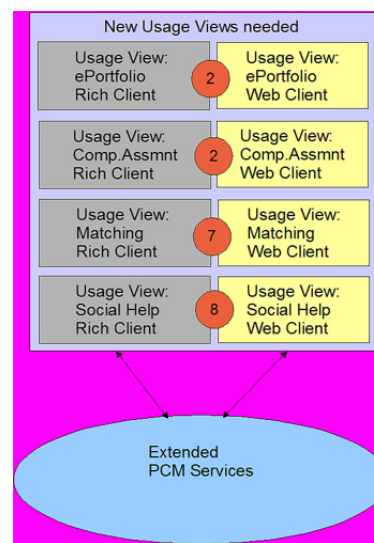 New Usage Views needed
Usage View:
ePortfolio
Rich Client
2
Usage View:
ePortfolio
Web Client
Usage View:
Comp.Assmnt
Rich Client
2
Usage View:
Comp.Assmnt
Web Client
Usage View:
Matching
Rich Client
7
Usage View:
Matching
Web Client
Usage View:
Social Help
Rich Client
8
Usage View:
Social Help
Web Client
Extended
PCM Services